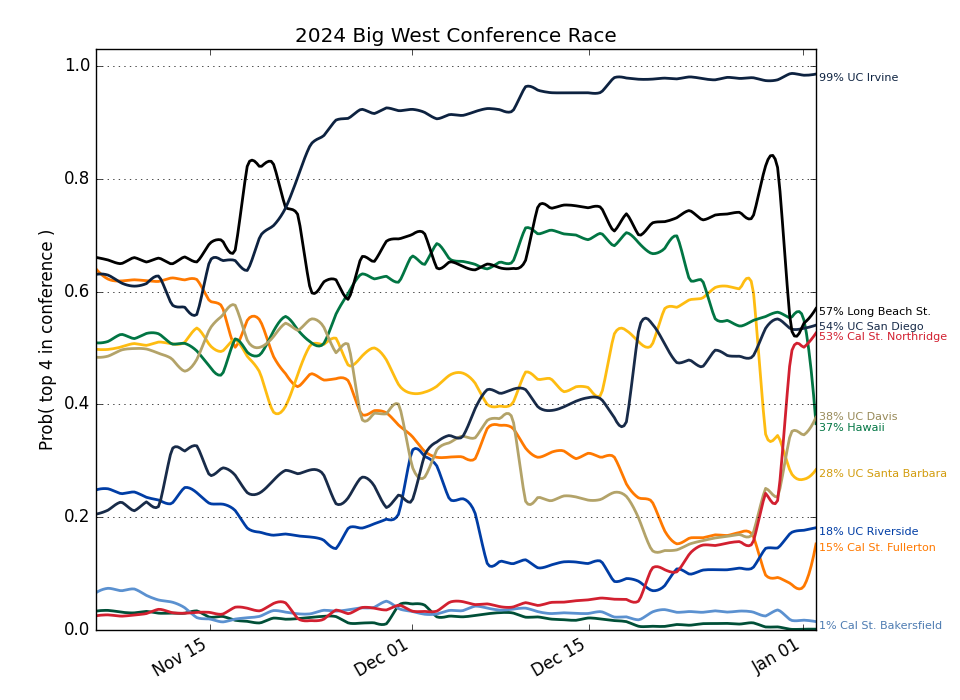 2024 Big West Conference Race
Prob( top 4 in conference )
1.0
0.8
0.6
0.4
0.2
0.0
Nov 15
Dec 01
Dec 15
Jan 01
99% UC Irvine
57% Long Beach St.
54% UC San Diego
53% Cal St. Northridge
38% UC Davis
37% Hawaii
28% UC Santa Barbara
18% UC Riverside
15% Cal St. Fullerton
1% Cal St. Bakersfield